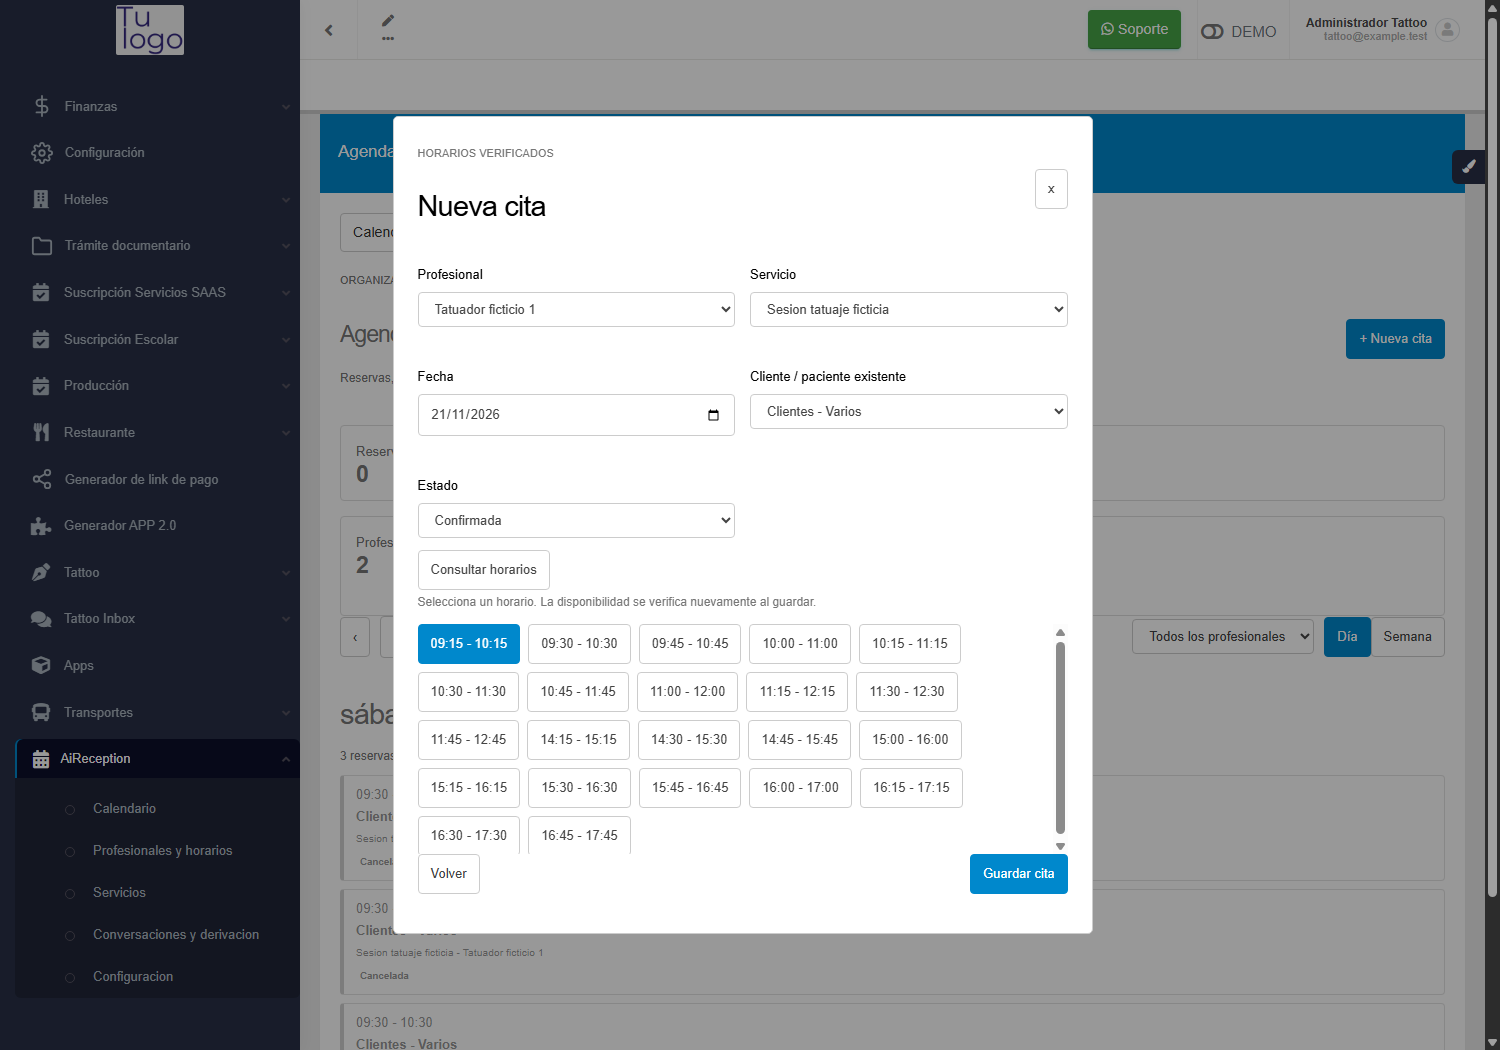 Tu
logo
Finanzas
Configuración
Hoteles
Trámite documentario
Suscripción Servicios SAAS
Suscripción Escolar
Producción
Restaurante
Generador de link de pago
Generador APP 2.0
Tattoo
Tattoo Inbox
Apps
Transportes
AiReception
Calendario
Profesionales y horarios
Servicios
Conversaciones y derivacion
Configuracion
Soporte
DEMO
Administrador Tattoo
tattoo@example.test
Agenda
HORARIOS VERIFICADOS
x
Nueva cita
Profesional
Servicio
Tatuador ficticio 1
Sesion tatuaje ficticia
+ Nueva cita
Fecha
Cliente / paciente existente
21/11/2026
Clientes - Varios
0
Estado
Confirmada
2
Consultar horarios
Selecciona un horario. La disponibilidad se verifica nuevamente al guardar.
‹
Todos los profesionales
Día
Semana
09:15 - 10:15
09:30 - 10:30
09:45 - 10:45
10:00 - 11:00
10:15 - 11:15
10:30 - 11:30
10:45 - 11:45
11:00 - 12:00
11:15 - 12:15
11:30 - 12:30
11:45 - 12:45
14:15 - 15:15
14:30 - 15:30
14:45 - 15:45
15:00 - 16:00
15:15 - 16:15
15:30 - 16:30
15:45 - 16:45
16:00 - 17:00
16:15 - 17:15
16:30 - 17:30
16:45 - 17:45
Volver
Guardar cita
3 reservas
09:30
09:30
Sesion tatuaje ficticia - Tatuador ficticio 1
Cancelada
09:30 - 10:30
Clientes - Varios